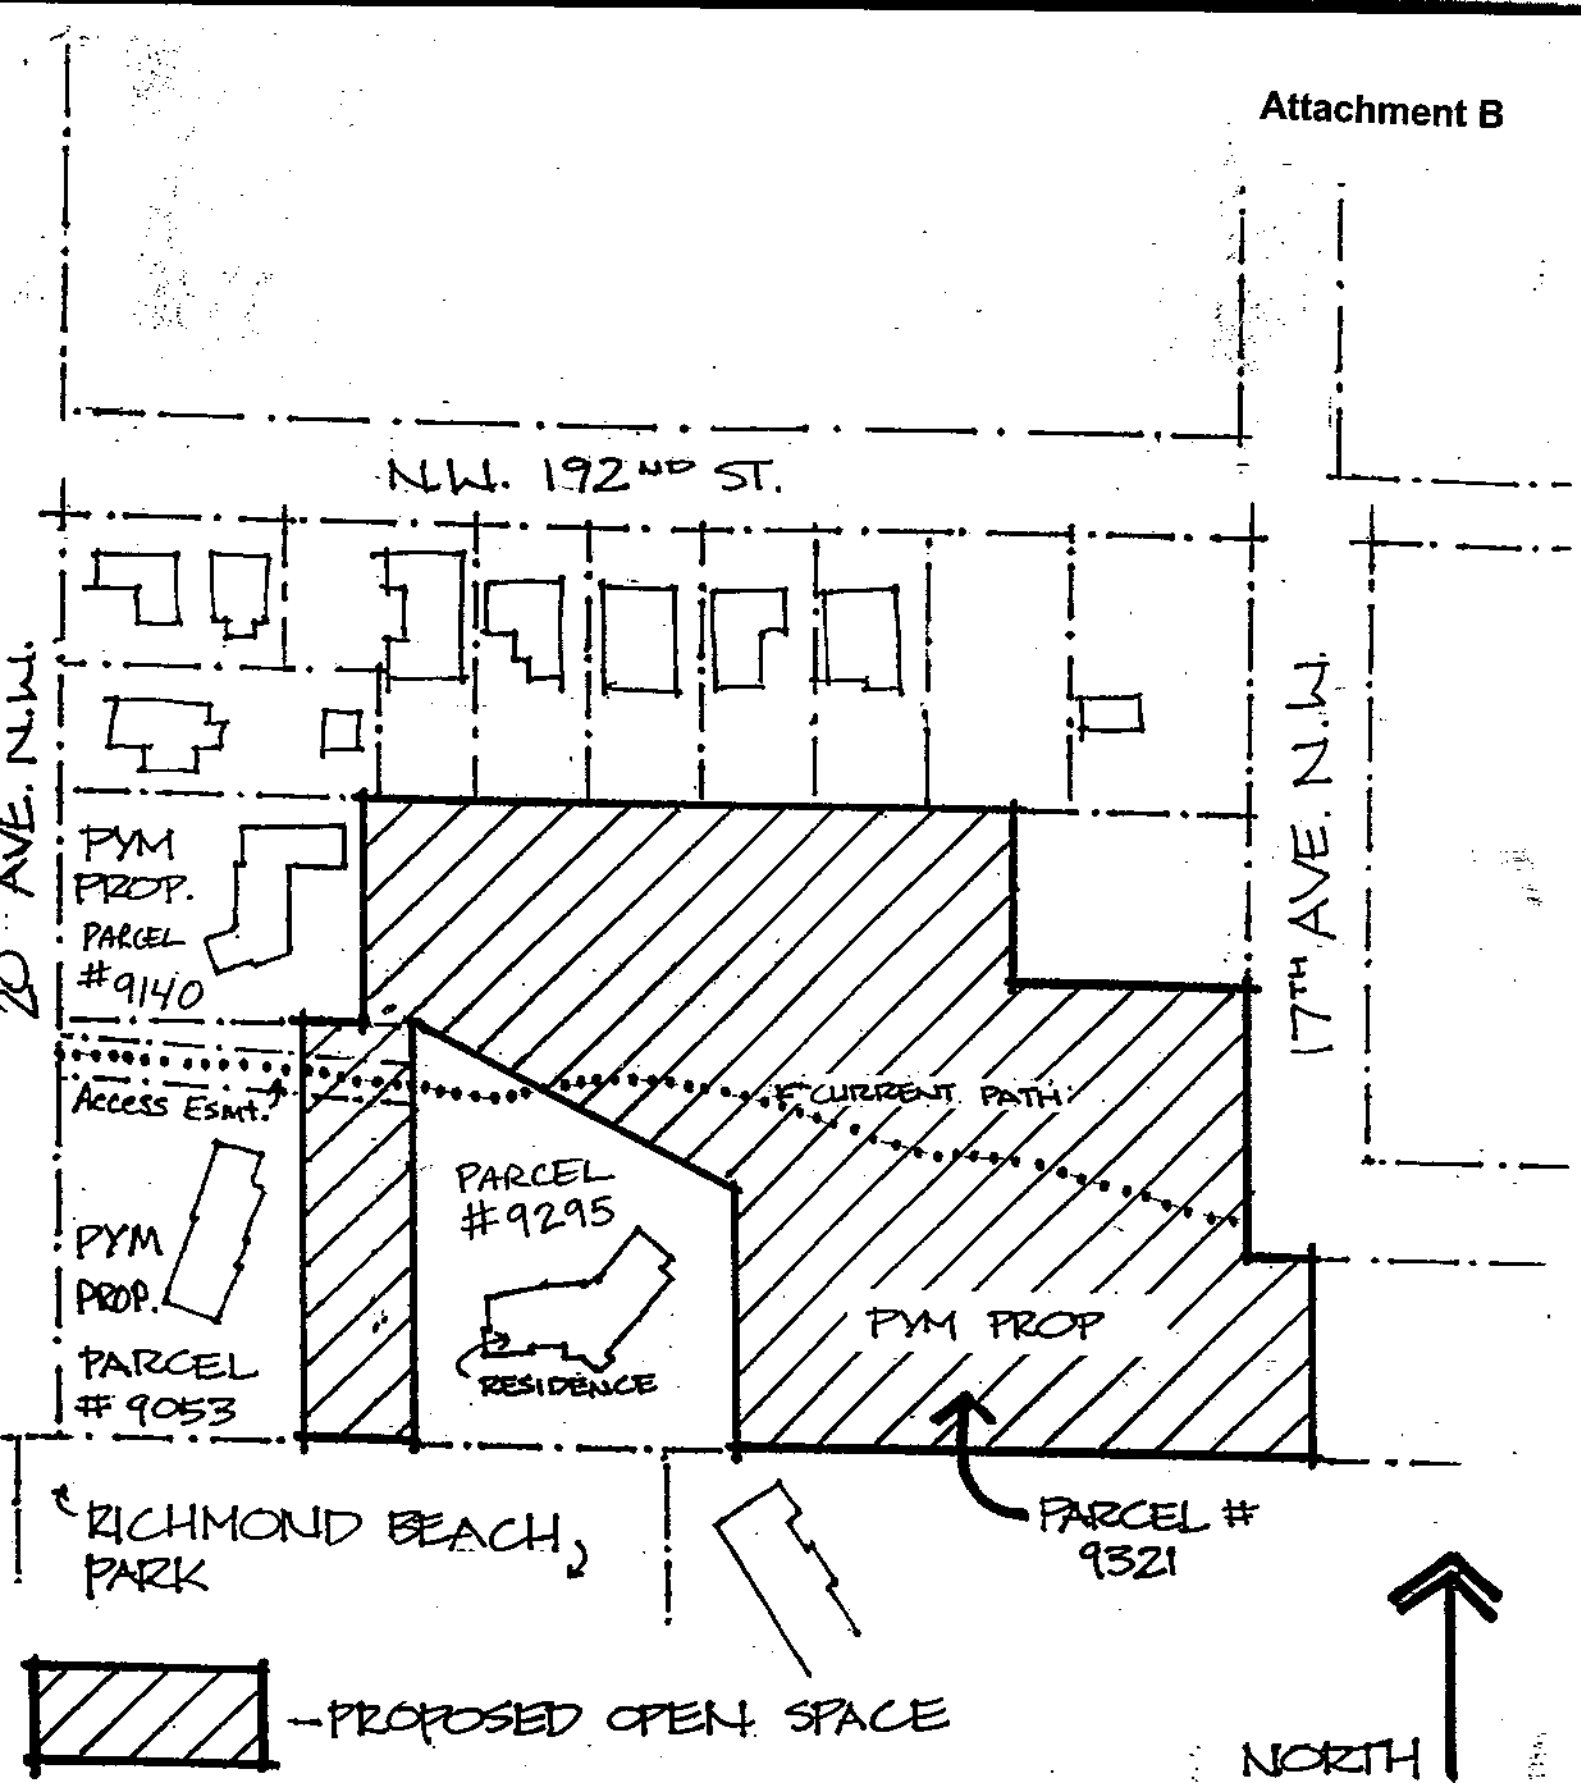 Attachment B
N.W. 192ND ST.
20 AVE. N.W.
17TH AVE. N.W.
PYM
PROP.
PARCEL
#9140
Access Esmt.
CURRENT PATH
PARCEL
#9295
PYM
PROP.
RESIDENCE
PYM PROP
PARCEL
# 9053
RICHMOND BEACH
PARK
PARCEL #
9321
- PROPOSED OPEN SPACE
NORTH